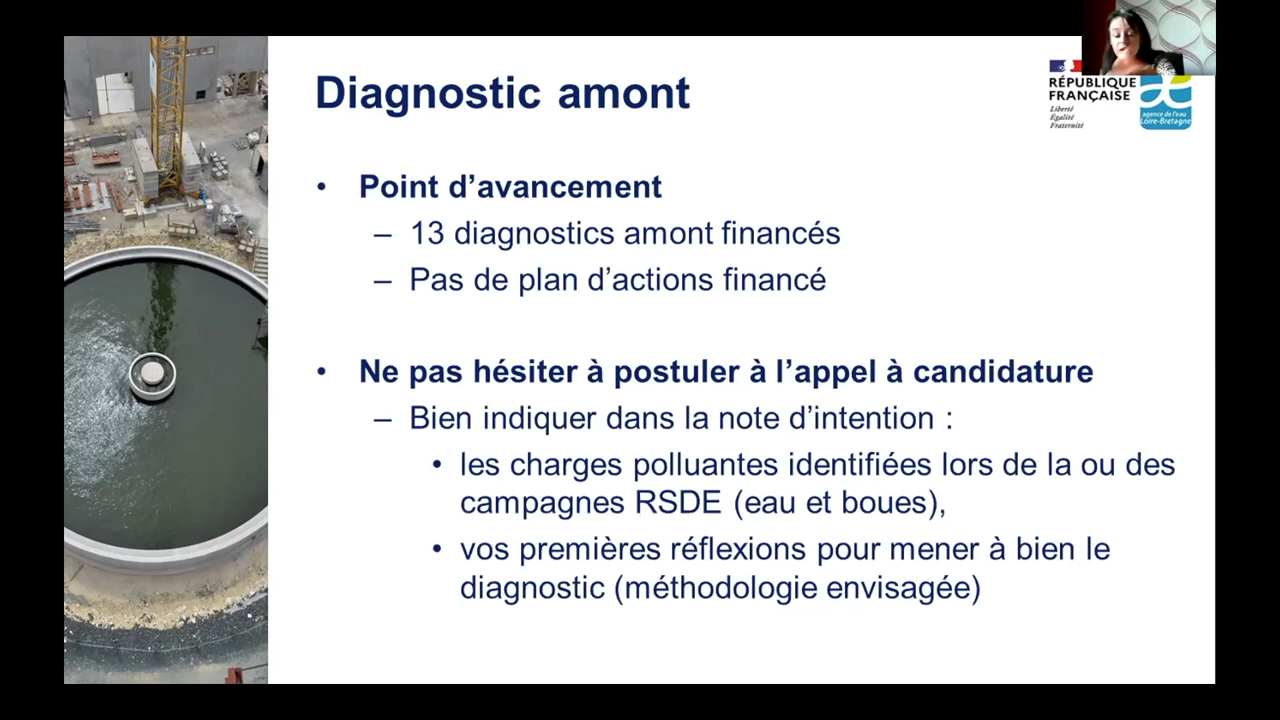 Diagnostic amont
RÉPUBLIQUE
FRANÇAISE
Liberté
Égalité
Fraternité
agence de l'eau
Loire-Bretagne
• Point d’avancement
– 13 diagnostics amont financés
– Pas de plan d’actions financé
• Ne pas hésiter à postuler à l’appel à candidature
– Bien indiquer dans la note d’intention :
• les charges polluantes identifiées lors de la ou des
campagnes RSDE (eau et boues),
• vos premières réflexions pour mener à bien le
diagnostic (méthodologie envisagée)